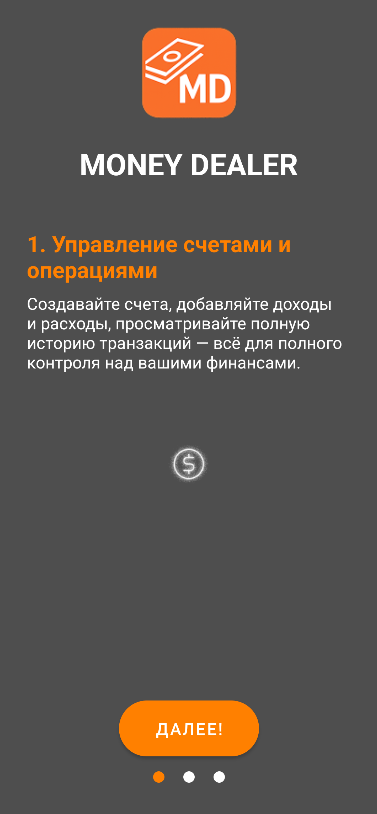 MD
MONEY DEALER
1. Управление счетами и
операциями
Создавайте счета, добавляйте доходы
и расходы, просматривайте полную
историю транзакций — всё для полного
контроля над вашими финансами.
$
ДАЛЕЕ!